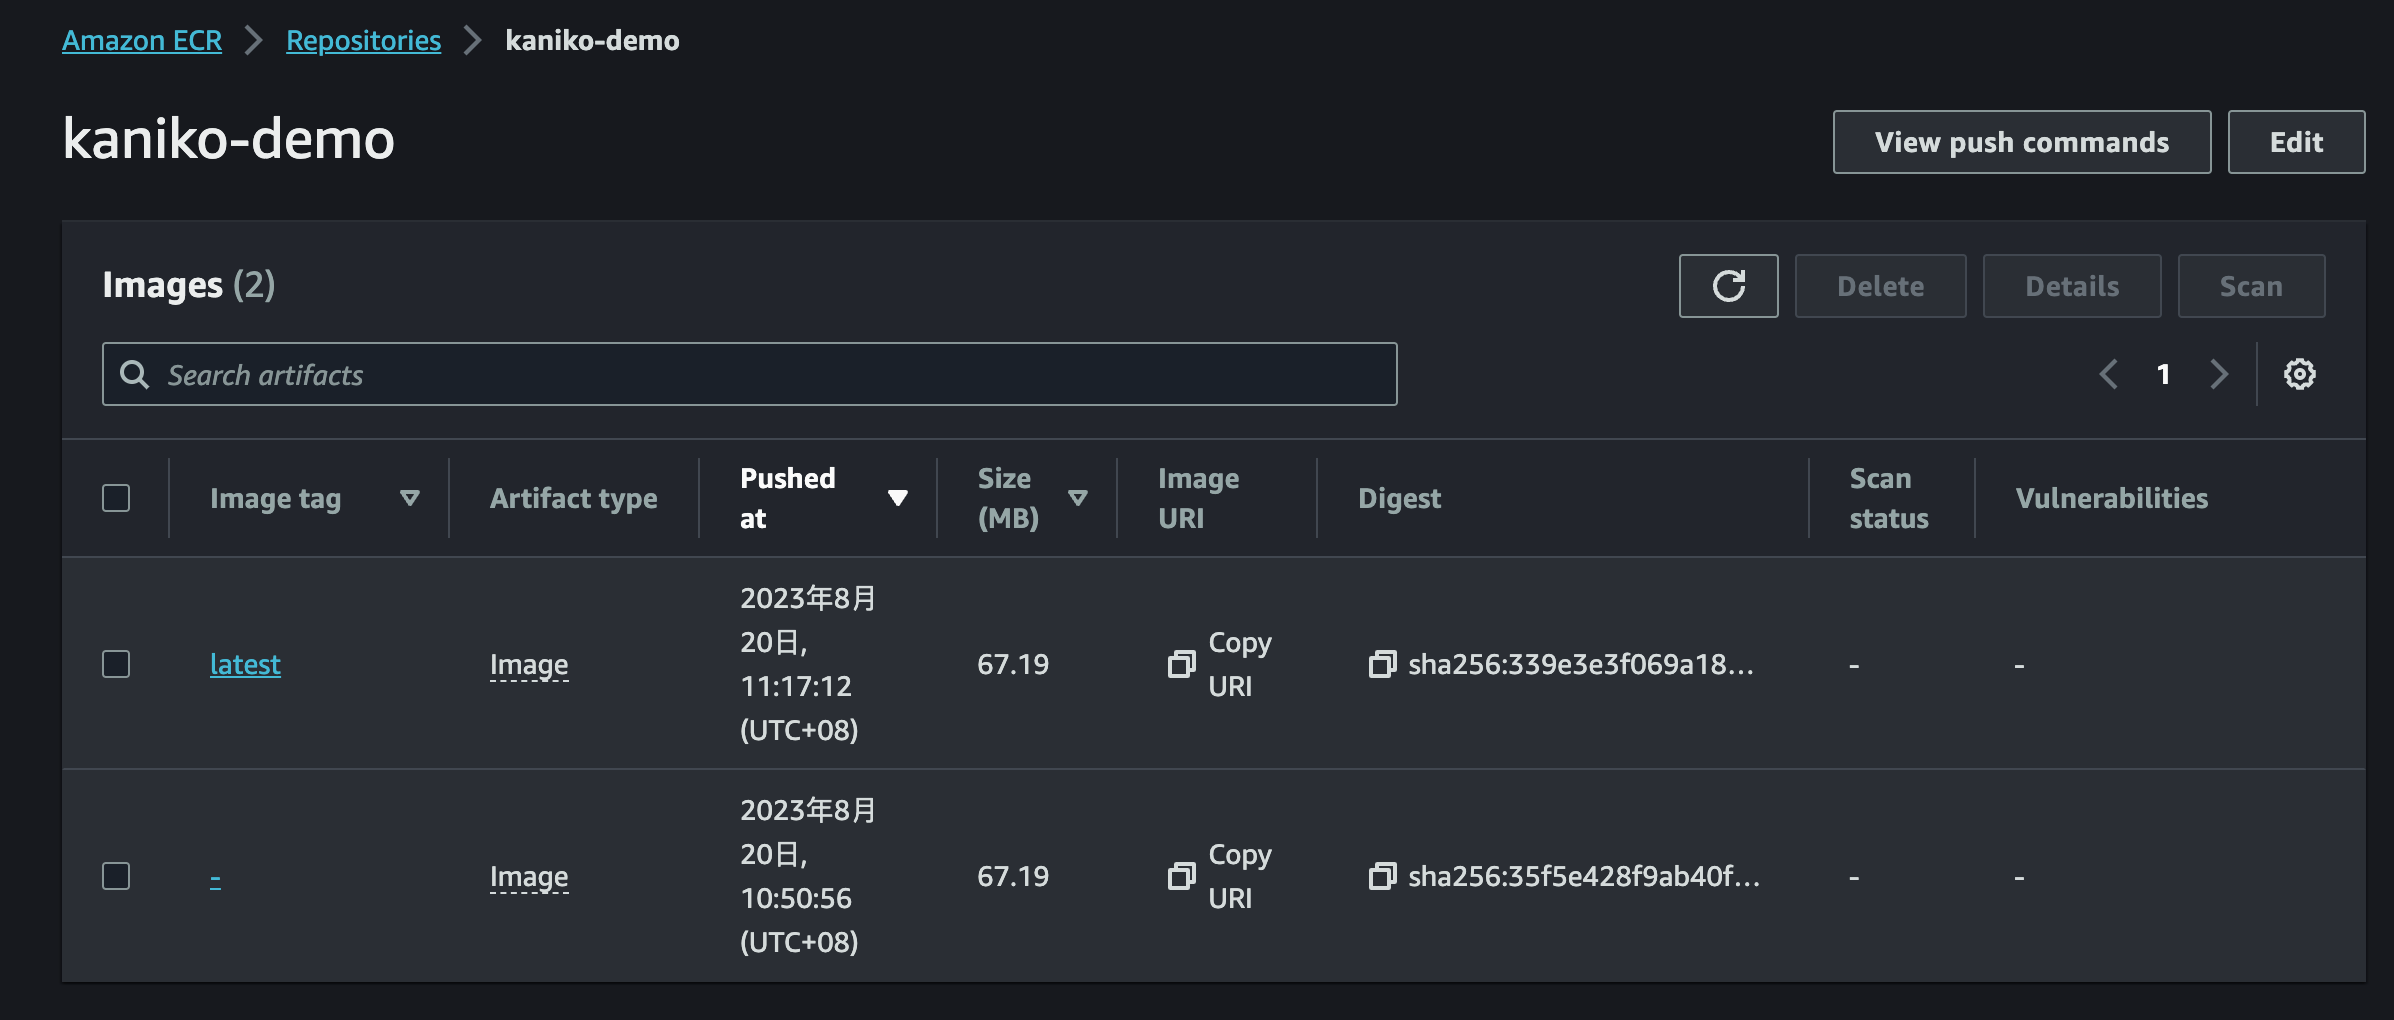 Amazon ECR > Repositories > kaniko-demo
kaniko-demo
View push commands
Edit
Images (2)
Delete
Details
Scan
Search artifacts
1
Image tag
Artifact type
Pushed
at
Size
(MB)
Image
URI
Digest
Scan
status
Vulnerabilities
latest
Image
2023年8月
20日,
11:17:12
(UTC+08)
67.19
Copy
URI
sha256:339e3e3f069a18...
-
-
-
Image
2023年8月
20日,
10:50:56
(UTC+08)
67.19
Copy
URI
sha256:35f5e428f9ab40f...
-
-